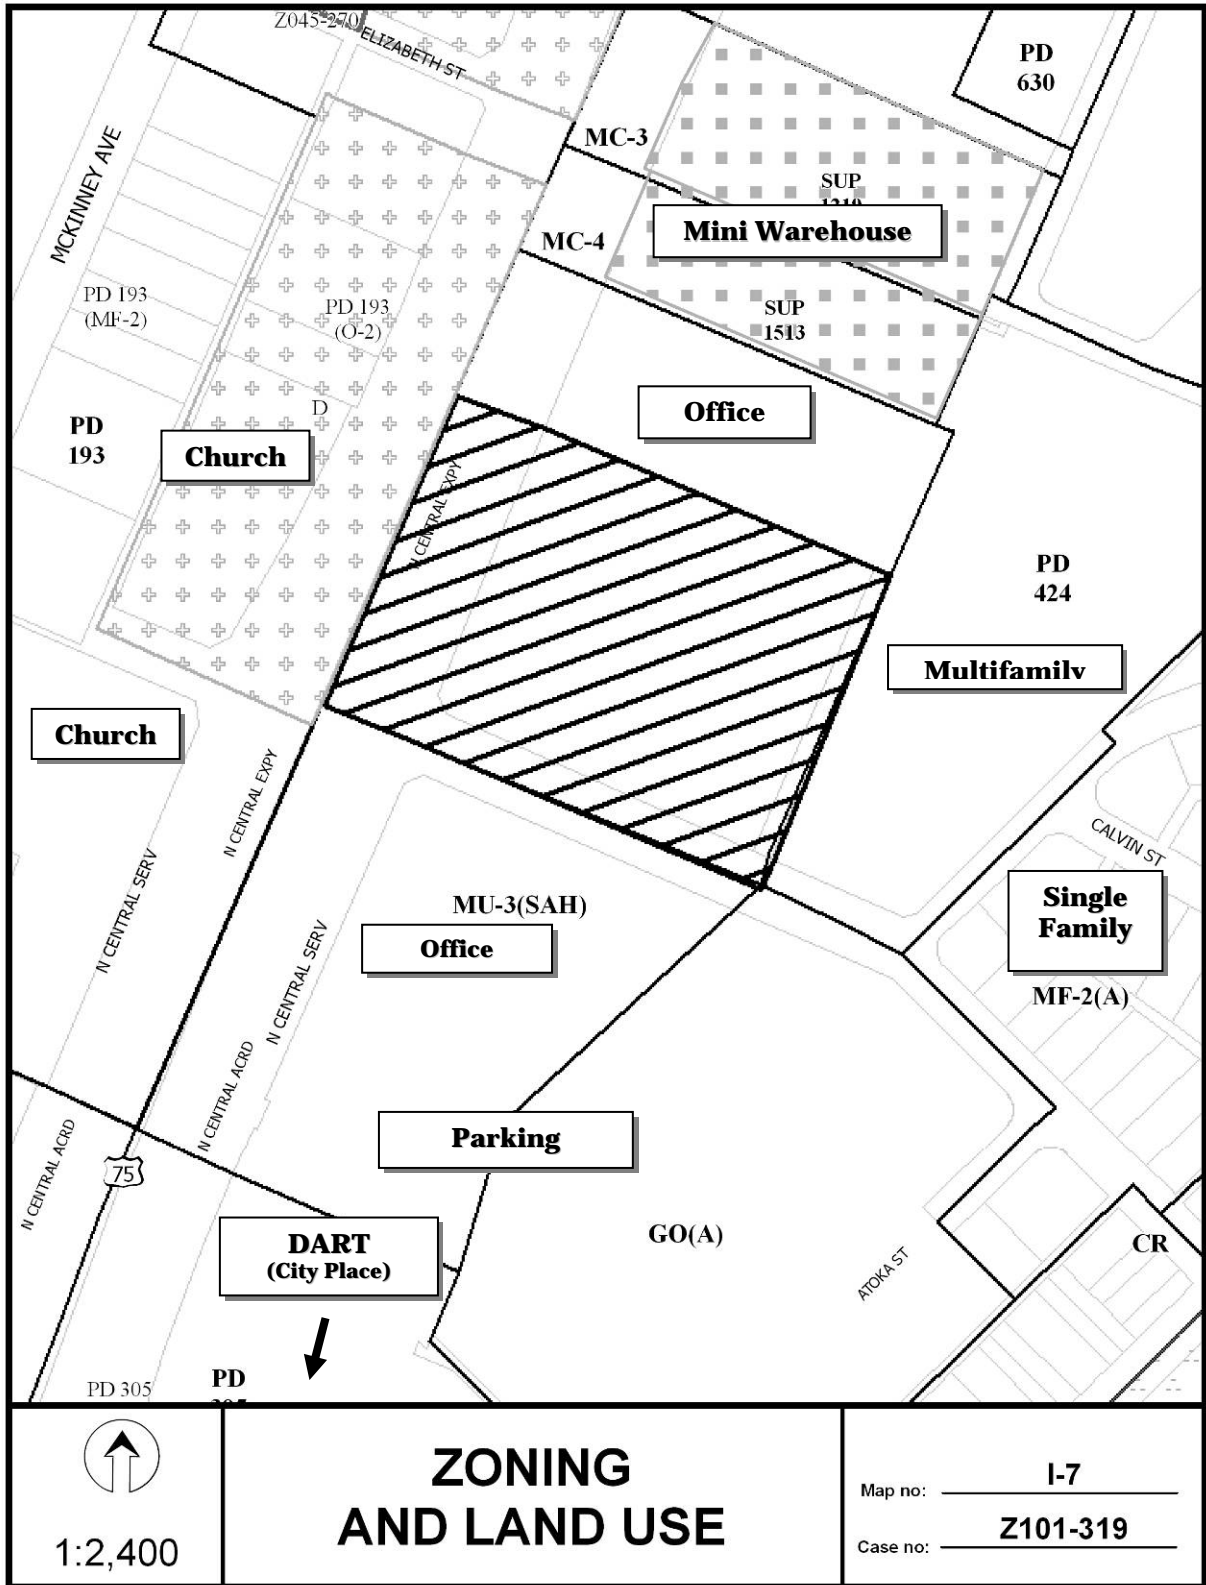 Z045-270
ELIZABETH ST
PD
630
MC-3
MCKINNEY AVE
SUP
1219
Mini Warehouse
MC-4
PD 193
(MF-2)
PD 193
(O-2)
SUP
1513
Office
D
PD
193
Church
N CENTRAL EXPY
PD
424
Multifamily
Church
N CENTRAL EXPY
CALVIN ST
N CENTRAL SERV
Single
Family
MU-3(SAH)
Office
N CENTRAL SERV
MF-2(A)
N CENTRAL ACRD
Parking
N CENTRAL ACRD
75
DART
(City Place)
GO(A)
CR
ATOKA ST
PD 305
PD
305
1:2,400
ZONING
AND LAND USE
Map no: I-7
Case no: Z101-319